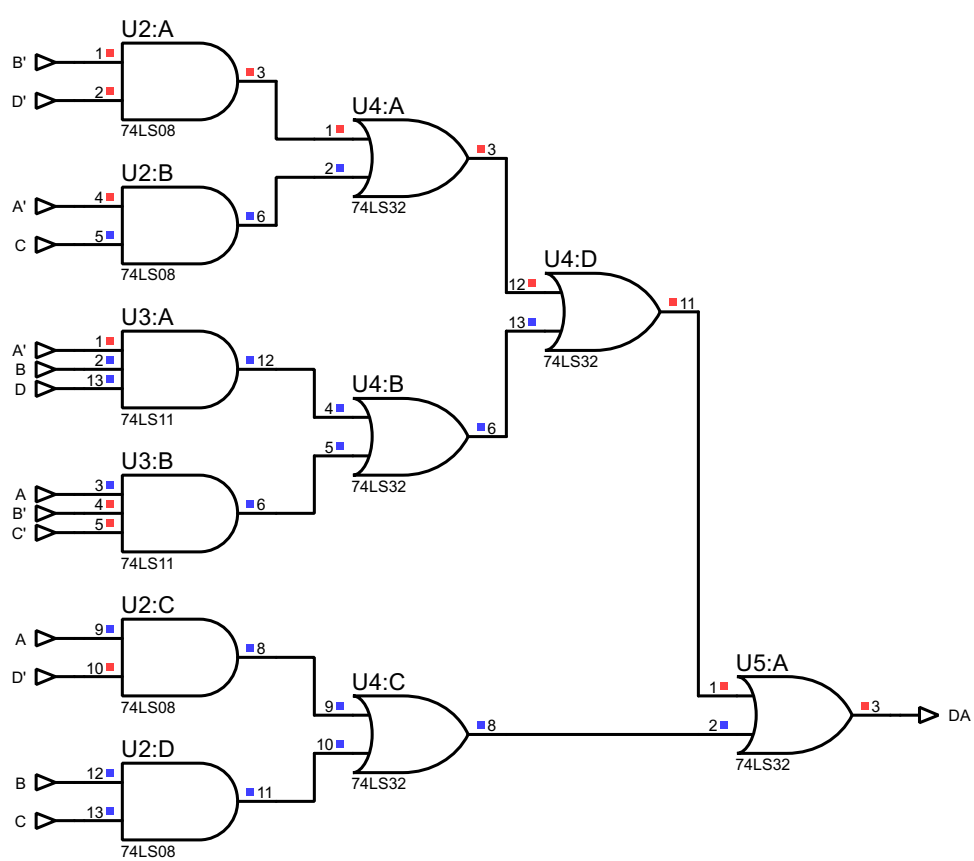 U2:A
B' 1 3
D' 2
74LS08
U4:A
1 3
2
74LS32
U2:B
A' 4 6
C 5
74LS08
U4:D
12 11
13
74LS32
U3:A
A' 1
B 2 12
D 13
74LS11
U4:B
4
5 6
74LS32
U3:B
A 3
B' 4 6
C' 5
74LS11
U2:C
A 9 8
D' 10
74LS08
U4:C
9 8
10
74LS32
U5:A
1 3 DA
2
74LS32
U2:D
B 12 11
C 13
74LS08